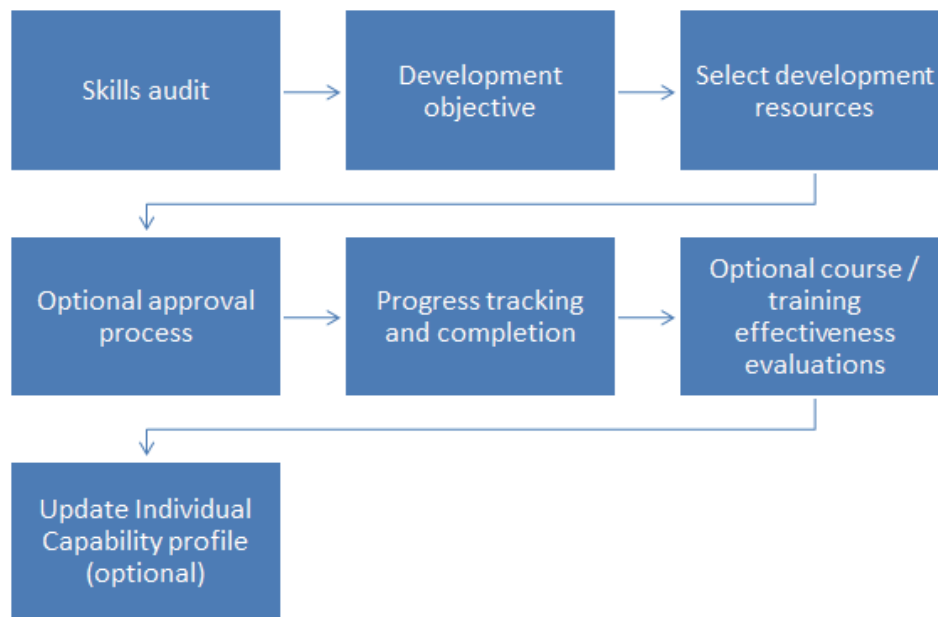 Skills audit
Development
objective
Select development
resources
Optional approval
process
Progress tracking
and completion
Optional course /
training
effectiveness
evaluations
Update Individual
Capability profile
(optional)